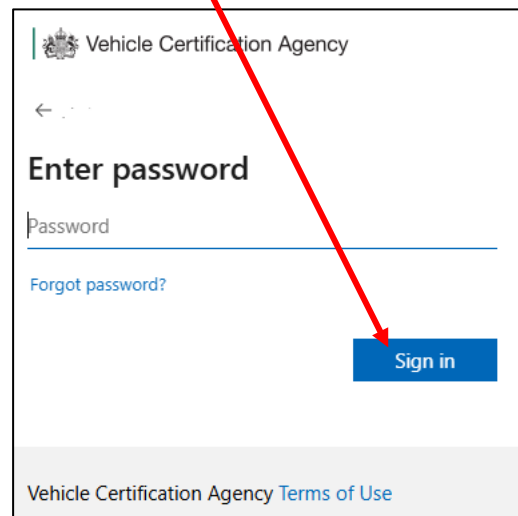 Vehicle Certification Agency
Enter password
Password
Forgot password?
Sign in
Vehicle Certification Agency Terms of Use